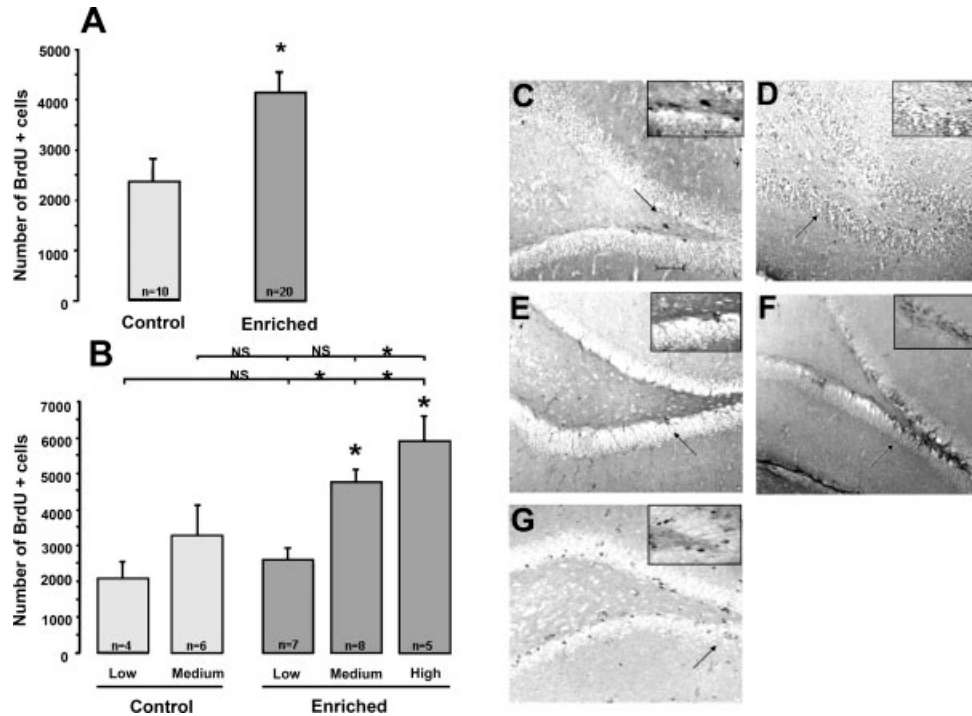 A
Number of BrdU + cells
5000
4000
3000
2000
1000
0
*
n=10
n=20
Control
Enriched
B
NS
NS
*
NS
*
*
Number of BrdU + cells
7000
6000
5000
4000
3000
2000
1000
0
*
*
n=4
n=6
n=7
n=8
n=5
Low
Medium
Low
Medium
High
Control
Enriched
C
D
E
F
G